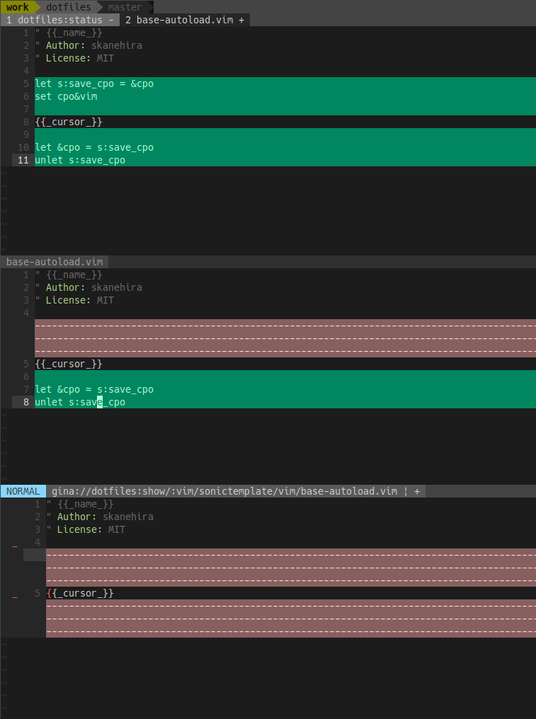 work dotfiles master
1 dotfiles:status - 2 base-autoload.vim +
1 " {{_name_}}
2 " Author: skanehira
3 " License: MIT
4
5 let s:save_cpo = &cpo
6 set cpo&vim
7
8 {{_cursor_}}
9
10 let &cpo = s:save_cpo
11 unlet s:save_cpo
base-autoload.vim
1 " {{_name_}}
2 " Author: skanehira
3 " License: MIT
4
5 {{_cursor_}}
6
7 let &cpo = s:save_cpo
8 unlet s:save_cpo
NORMAL gina://dotfiles:show/:vim/sonictemplate/vim/base-autoload.vim ¦ +
1 " {{_name_}}
2 " Author: skanehira
3 " License: MIT
_ 4
_ 5 {{_cursor_}}